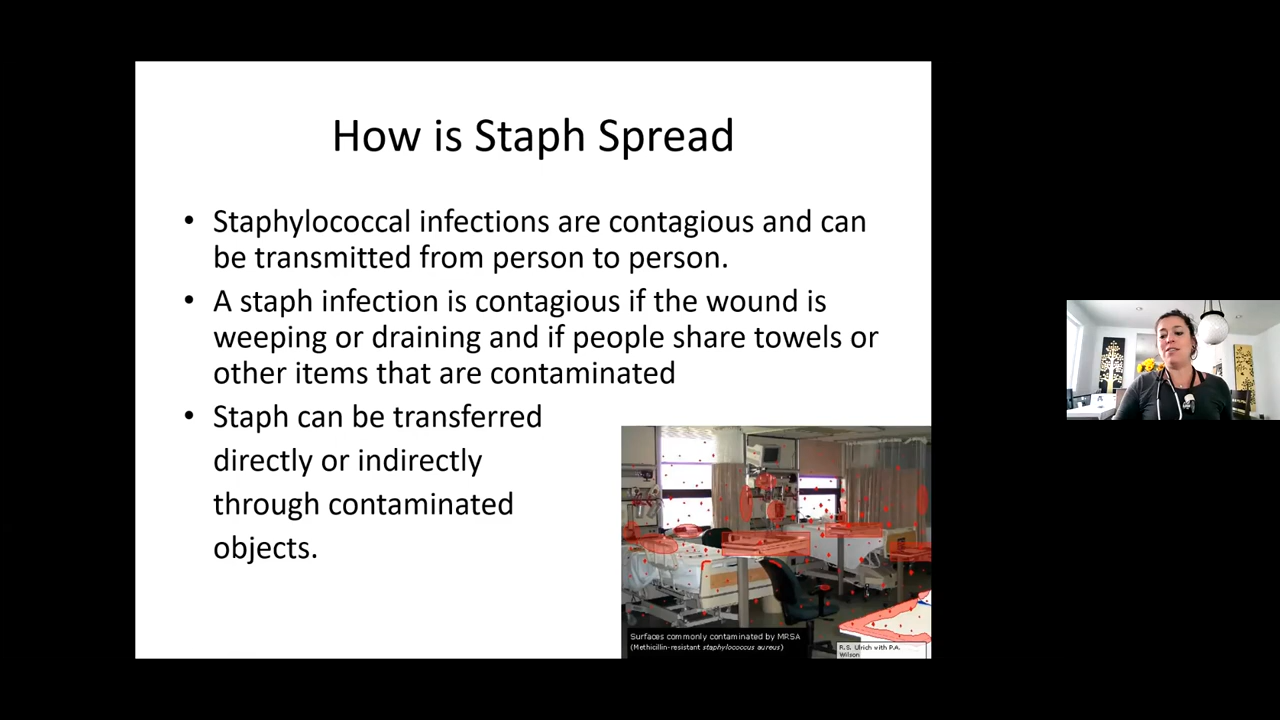 How is Staph Spread
• Staphylococcal infections are contagious and can
be transmitted from person to person.
• A staph infection is contagious if the wound is
weeping or draining and if people share towels or
other items that are contaminated
• Staph can be transferred
directly or indirectly
through contaminated
objects.
Surfaces commonly contaminated by MRSA
(Methicillin-resistant staphylococcus aureus)
R.S. Ulrich with P.A.
Wilson